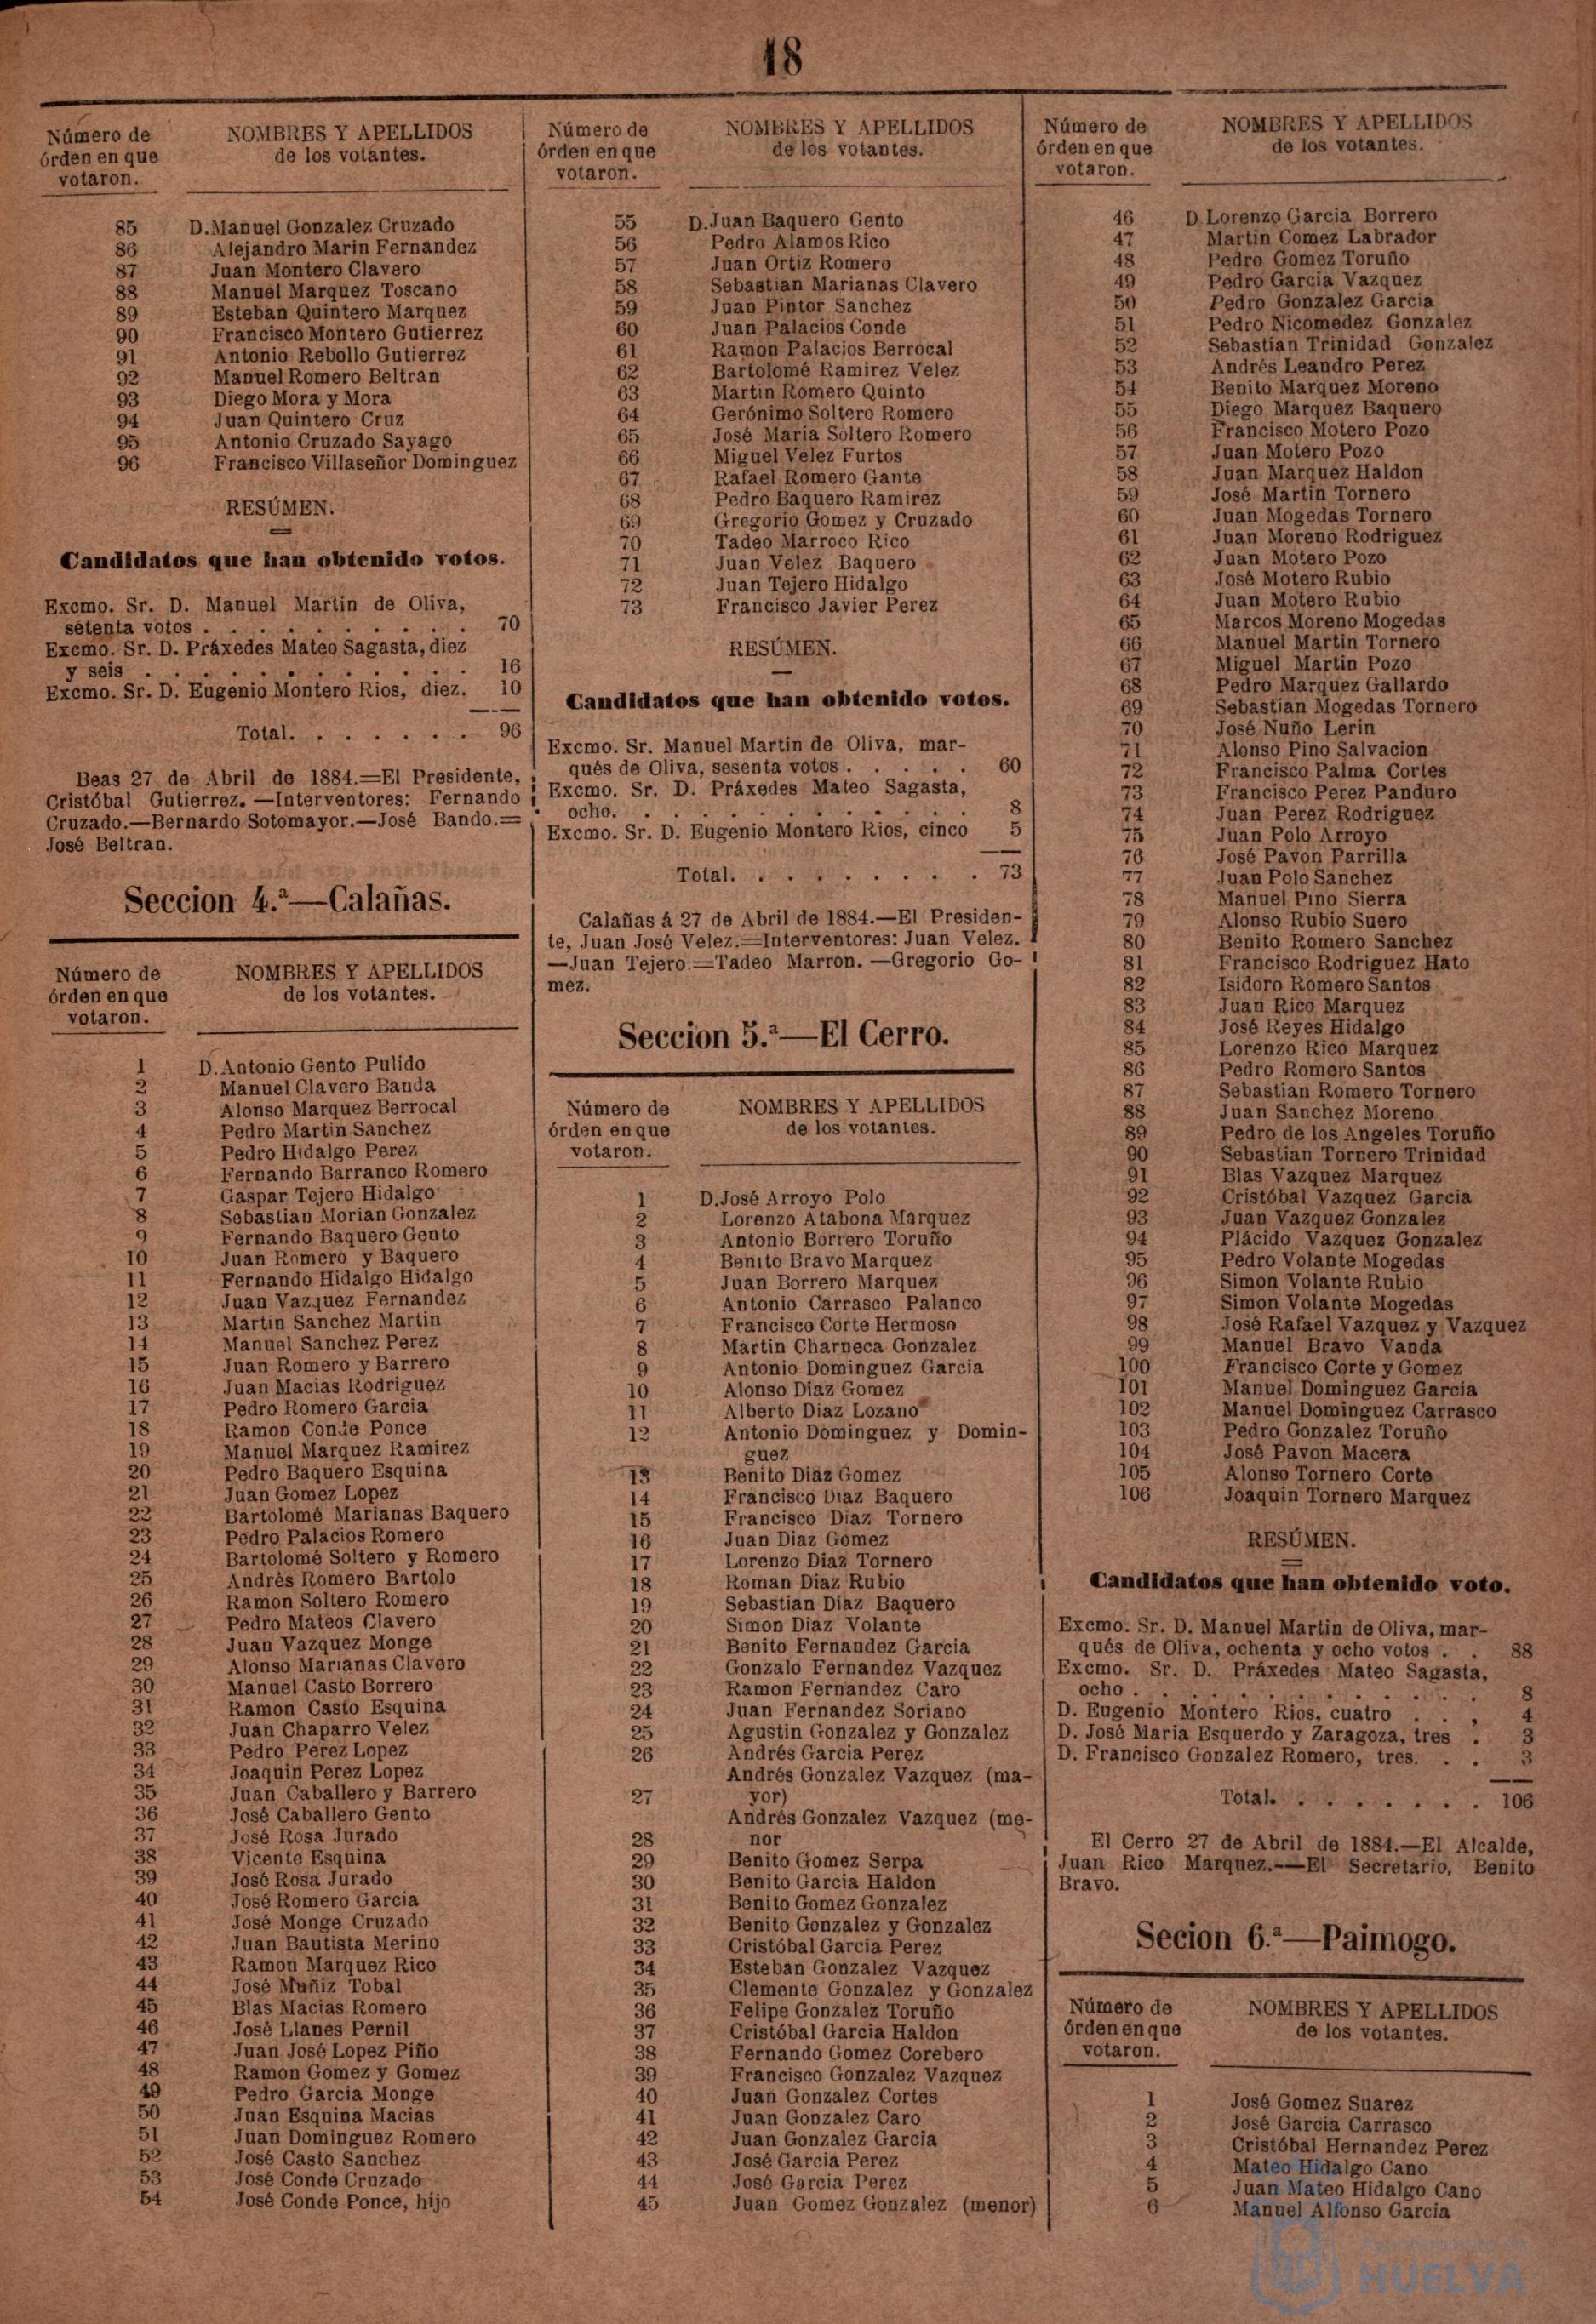 18
Número de
órden en que
votaron.
NOMBRES Y APELLIDOS
de los votantes.
85 D. Manuel Gonzalez Cruzado
86 Alejandro Marin Fernandez
87 Juan Montero Clavero
88 Manuel Marquez Toscano
89 Esteban Quintero Marquez
90 Francisco Montero Gutierrez
91 Antonio Rebollo Gutierrez
92 Manuel Romero Beltran
93 Diego Mora y Mora
94 Juan Quintero Cruz
95 Antonio Cruzado Sayago
96 Francisco Villaseñor Dominguez
RESÚMEN.
Candidatos que han obtenido votos.
Excmo. Sr. D. Manuel Martin de Oliva,
setenta votos . . . . . . . . . . 70
Excmo. Sr. D. Práxedes Mateo Sagasta, diez
y seis . . . . . . . . . . . . 16
Excmo. Sr. D. Eugenio Montero Rios, diez. 10
Total. . . . . . . . 96
Beas 27 de Abril de 1884.=El Presidente,
Cristóbal Gutierrez.—Interventores: Fernando
Cruzado.—Bernardo Sotomayor.—José Bando.=
José Beltran.
Seccion 4.ª—Calañas.
Número de
órden en que
votaron.
NOMBRES Y APELLIDOS
de los votantes.
1 D. Antonio Gento Pulido
2 Manuel Clavero Banda
3 Alonso Marquez Berrocal
4 Pedro Martin Sanchez
5 Pedro Hidalgo Perez
6 Fernando Barranco Romero
7 Gaspar Tejero Hidalgo
8 Sebastian Morian Gonzalez
9 Fernando Baquero Gento
10 Juan Romero y Baquero
11 Fernando Hidalgo Hidalgo
12 Juan Vazquez Fernandez
13 Martin Sanchez Martin
14 Manuel Sanchez Perez
15 Juan Romero y Barrero
16 Juan Macias Rodriguez
17 Pedro Romero Garcia
18 Ramon Conde Ponce
19 Manuel Marquez Ramirez
20 Pedro Baquero Esquina
21 Juan Gomez Lopez
22 Bartolomé Marianas Baquero
23 Pedro Palacios Romero
24 Bartolomé Soltero y Romero
25 Andrés Romero Bartolo
26 Ramon Soltero Romero
27 Pedro Mateos Clavero
28 Juan Vazquez Monge
29 Alonso Marianas Clavero
30 Manuel Casto Borrero
31 Ramon Casto Esquina
32 Juan Chaparro Velez
33 Pedro Perez Lopez
34 Joaquin Perez Lopez
35 Juan Caballero y Barrero
36 José Caballero Gento
37 José Rosa Jurado
38 Vicente Esquina
39 José Rosa Jurado
40 José Romero Garcia
41 José Monge Cruzado
42 Juan Bautista Merino
43 Ramon Marquez Rico
44 José Muñiz Tobal
45 Blas Macias Romero
46 José Llanes Pernil
47 Juan José Lopez Piño
48 Ramon Gomez y Gomez
49 Pedro Garcia Monge
50 Juan Esquina Macias
51 Juan Dominguez Romero
52 José Casto Sanchez
53 José Conde Cruzado
54 José Conde Ponce, hijo
Número de
órden en que
votaron.
NOMBRES Y APELLIDOS
de los votantes.
55 D. Juan Baquero Gento
56 Pedro Alamos Rico
57 Juan Ortiz Romero
58 Sebastian Marianas Clavero
59 Juan Pintor Sanchez
60 Juan Palacios Conde
61 Ramon Palacios Berrocal
62 Bartolomé Ramirez Velez
63 Martin Romero Quinto
64 Gerónimo Soltero Romero
65 José Maria Soltero Romero
66 Miguel Velez Furtos
67 Rafael Romero Gante
68 Pedro Baquero Ramirez
69 Gregorio Gomez y Cruzado
70 Tadeo Marroco Rico
71 Juan Velez Baquero
72 Juan Tejero Hidalgo
73 Francisco Javier Perez
RESÚMEN.
Candidatos que han obtenido votos.
Excmo. Sr. Manuel Martin de Oliva, mar-
qués de Oliva, sesenta votos . . . . . 60
Excmo. Sr. D. Práxedes Mateo Sagasta,
ocho. . . . . . . . . . . . 8
Excmo. Sr. D. Eugenio Montero Rios, cinco 5
Total. . . . . . . . . 73
Calañas á 27 de Abril de 1884.—El Presiden-
te, Juan José Velez.=Interventores: Juan Velez.
—Juan Tejero.=Tadeo Marron.—Gregorio Go-
mez.
Seccion 5.ª—El Cerro.
Número de
órden en que
votaron.
NOMBRES Y APELLIDOS
de los votantes.
1 D. José Arroyo Polo
2 Lorenzo Atabona Marquez
3 Antonio Borrero Toruño
4 Benito Bravo Marquez
5 Juan Borrero Marquez
6 Antonio Carrasco Palanco
7 Francisco Corte Hermoso
8 Martin Charneca Gonzalez
9 Antonio Dominguez Garcia
10 Alonso Diaz Gomez
11 Alberto Diaz Lozano
12 Antonio Dominguez y Domin-
guez
13 Benito Diaz Gomez
14 Francisco Diaz Baquero
15 Francisco Diaz Tornero
16 Juan Diaz Gomez
17 Lorenzo Diaz Tornero
18 Roman Diaz Rubio
19 Sebastian Diaz Baquero
20 Simon Diaz Volante
21 Benito Fernandez Garcia
22 Gonzalo Fernandez Vazquez
23 Ramon Fernandez Caro
24 Juan Fernandez Soriano
25 Agustin Gonzalez y Gonzalez
26 Andrés Garcia Perez
Andrés Gonzalez Vazquez (ma-
27 yor)
Andrés Gonzalez Vazquez (me-
28 nor
29 Benito Gomez Serpa
30 Benito Garcia Haldon
31 Benito Gomez Gonzalez
32 Benito Gonzalez y Gonzalez
33 Cristóbal Garcia Perez
34 Esteban Gonzalez Vazquez
35 Clemente Gonzalez y Gonzalez
36 Felipe Gonzalez Toruño
37 Cristóbal Garcia Haldon
38 Fernando Gomez Corebero
39 Francisco Gonzalez Vazquez
40 Juan Gonzalez Cortes
41 Juan Gonzalez Caro
42 Juan Gonzalez Garcia
43 José Garcia Perez
44 José Garcia Perez
45 Juan Gomez Gonzalez (menor)
Número de
órden en que
votaron.
NOMBRES Y APELLIDOS
de los votantes.
46 D. Lorenzo Garcia Borrero
47 Martin Comez Labrador
48 Pedro Gomez Toruño
49 Pedro Garcia Vazquez
50 Pedro Gonzalez Garcia
51 Pedro Nicomedez Gonzalez
52 Sebastian Trinidad Gonzalez
53 Andrés Leandro Perez
54 Benito Marquez Moreno
55 Diego Marquez Baquero
56 Francisco Motero Pozo
57 Juan Motero Pozo
58 Juan Marquez Haldon
59 José Martin Tornero
60 Juan Mogedas Tornero
61 Juan Moreno Rodriguez
62 Juan Motero Pozo
63 José Motero Rubio
64 Juan Motero Rubio
65 Marcos Moreno Mogedas
66 Manuel Martin Tornero
67 Miguel Martin Pozo
68 Pedro Marquez Gallardo
69 Sebastian Mogedas Tornero
70 José Nuño Lerin
71 Alonso Pino Salvacion
72 Francisco Palma Cortes
73 Francisco Perez Panduro
74 Juan Perez Rodriguez
75 Juan Polo Arroyo
76 José Pavon Parrilla
77 Juan Polo Sanchez
78 Manuel Pino Sierra
79 Alonso Rubio Suero
80 Benito Romero Sanchez
81 Francisco Rodriguez Hato
82 Isidoro Romero Santos
83 Juan Rico Marquez
84 José Reyes Hidalgo
85 Lorenzo Rico Marquez
86 Pedro Romero Santos
87 Sebastian Romero Tornero
88 Juan Sanchez Moreno
89 Pedro de los Angeles Toruño
90 Sebastian Tornero Trinidad
91 Blas Vazquez Marquez
92 Cristóbal Vazquez Garcia
93 Juan Vazquez Gonzalez
94 Plácido Vazquez Gonzalez
95 Pedro Volante Mogedas
96 Simon Volante Rubio
97 Simon Volante Mogedas
98 José Rafael Vazquez y Vazquez
99 Manuel Bravo Vanda
100 Francisco Corte y Gomez
101 Manuel Dominguez Garcia
102 Manuel Dominguez Carrasco
103 Pedro Gonzalez Toruño
104 José Pavon Macera
105 Alonso Tornero Corte
106 Joaquin Tornero Marquez
RESÚMEN.
Candidatos que han obtenido voto.
Excmo. Sr. D. Manuel Martin de Oliva, mar-
qués de Oliva, ochenta y ocho votos . . 88
Excmo. Sr. D. Práxedes Mateo Sagasta,
ocho . . . . . . . . . . . 8
D. Eugenio Montero Rios, cuatro . . , 4
D. José Maria Esquerdo y Zaragoza, tres . 3
D. Francisco Gonzalez Romero, tres. . . 3
Total. . . . . . . . . 106
El Cerro 27 de Abril de 1884.—El Alcalde,
Juan Rico Marquez.-—El Secretario, Benito
Bravo.
Secion 6.ª—Paimogo.
Número de
órden en que
votaron.
NOMBRES Y APELLIDOS
de los votantes.
1 José Gomez Suarez
2 José Garcia Carrasco
3 Cristóbal Hernandez Perez
4 Mateo Hidalgo Cano
5 Juan Mateo Hidalgo Cano
6 Manuel Alfonso Garcia
HUELVA